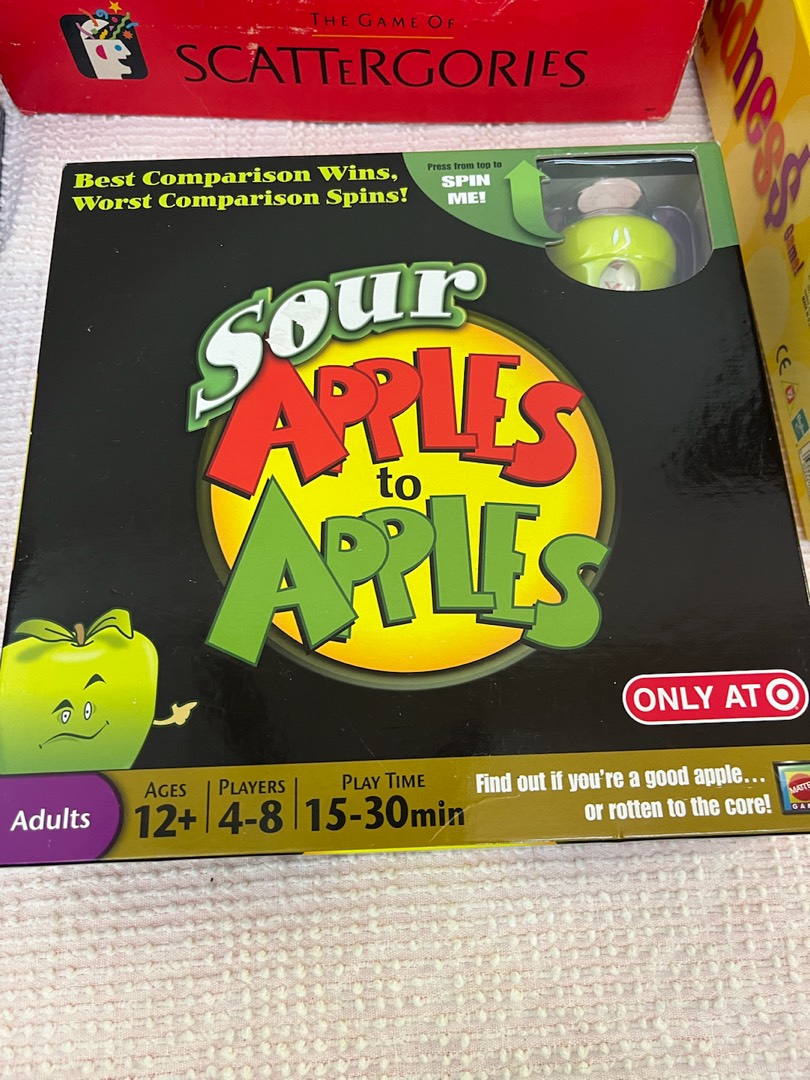 THE GAME OF
SCATTERGORIES
Best Comparison Wins,
Worst Comparison Spins!
Press from top to
SPIN
ME!
Sour
APPLES
to
APPLES
ONLY AT
Adults
AGES
12+
PLAYERS
4-8
PLAY TIME
15-30min
Find out if you're a good apple...
or rotten to the core!
CE